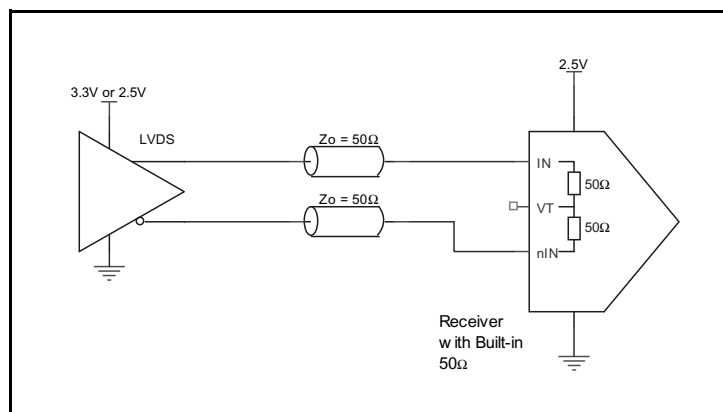 3.3V or 2.5V
LVDS
Zo = 50Ω
Zo = 50Ω
2.5V
IN
50Ω
VT
50Ω
nIN
Receiver
with Built-in
50Ω